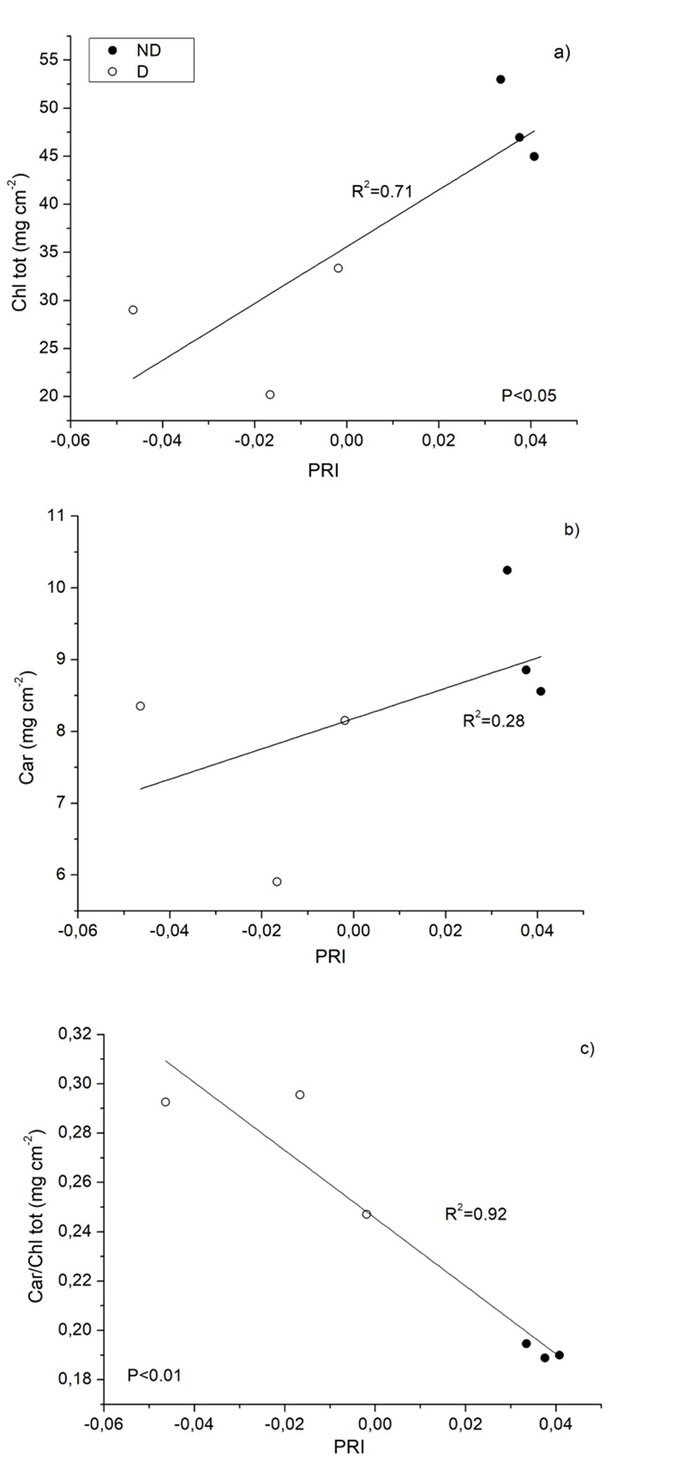 ND
D
a)
55
50
45
40
35
30
25
20
Chl tot (mg cm-2)
R2=0.71
P<0.05
-0,06 -0,04 -0,02 0,00 0,02 0,04
PRI
b)
11
10
9
8
7
6
Car (mg cm-2)
R2=0.28
-0,06 -0,04 -0,02 0,00 0,02 0,04
PRI
c)
0,32
0,30
0,28
0,26
0,24
0,22
0,20
0,18
Car/Chl tot (mg cm-2)
R2=0.92
P<0.01
-0,06 -0,04 -0,02 0,00 0,02 0,04
PRI